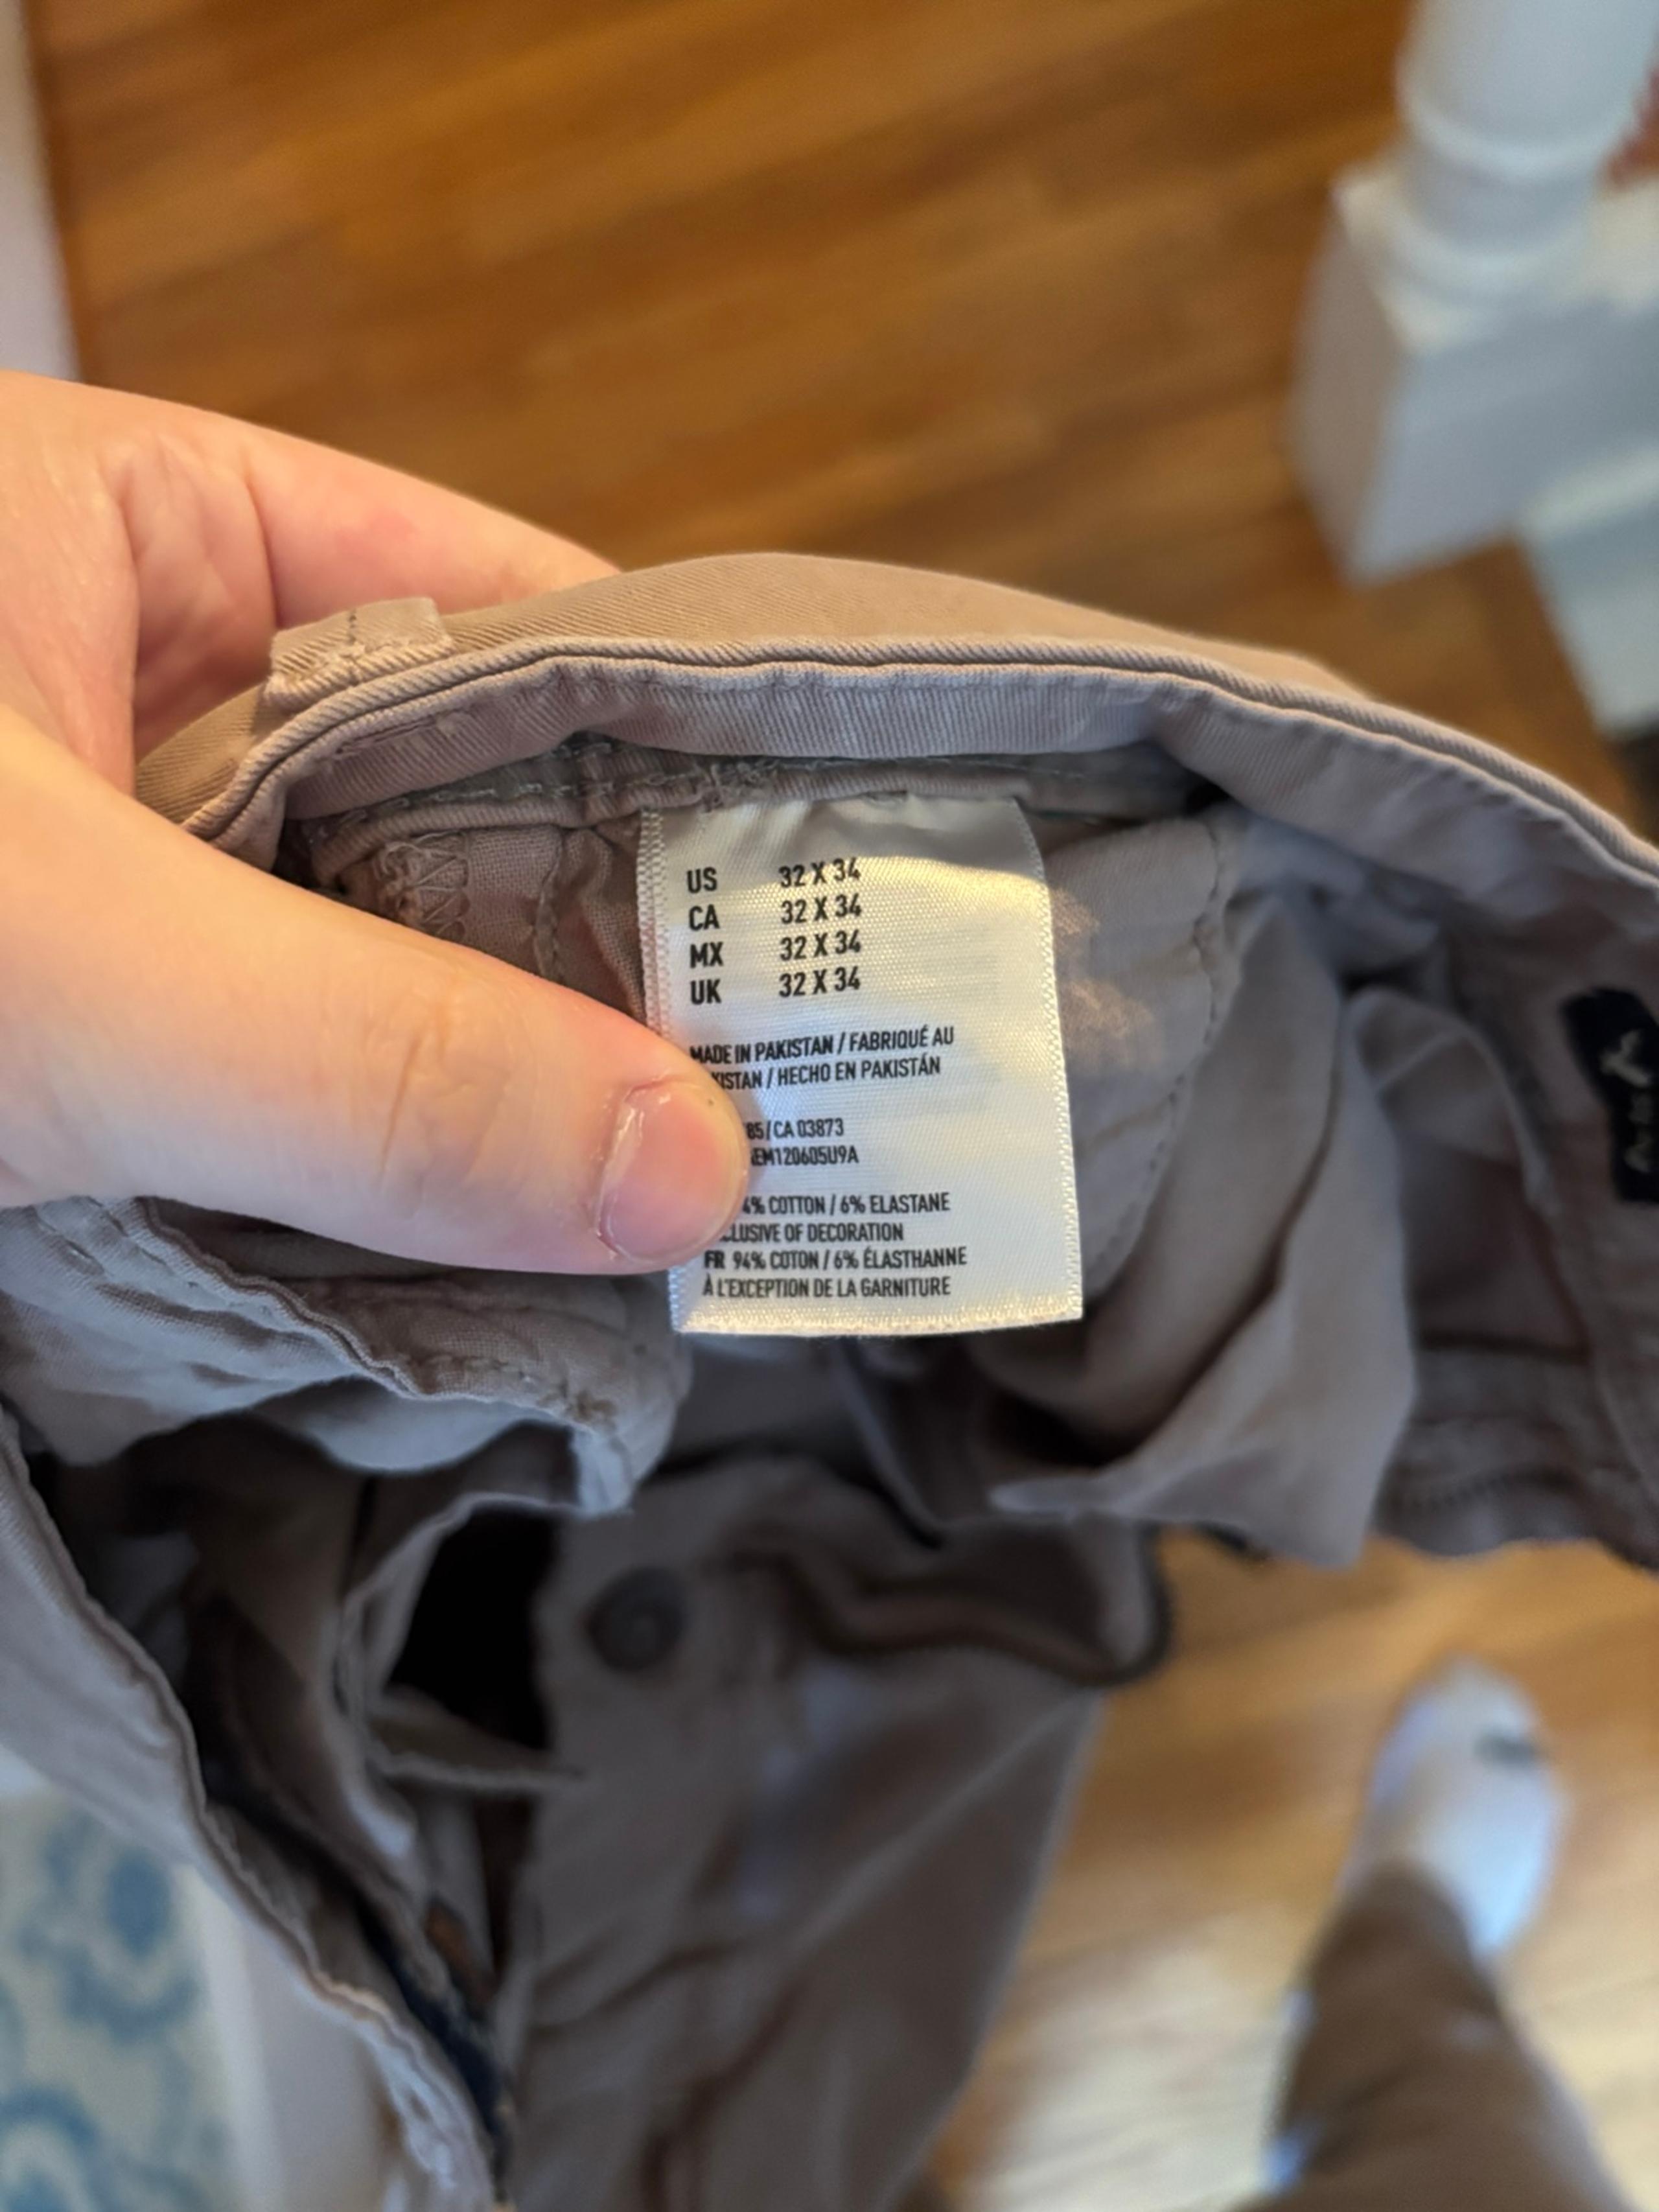 US 32 X 34
CA 32 X 34
MX 32 X 34
UK 32 X 34
MADE IN PAKISTAN / FABRIQUÉ AU
KISTAN / HECHO EN PAKISTÁN
85/CA 03873
EM120605U9A
4% COTTON / 6% ELASTANE
LUSIVE OF DECORATION
FR 94% COTON / 6% ÉLASTHANNE
À L'EXCEPTION DE LA GARNITURE